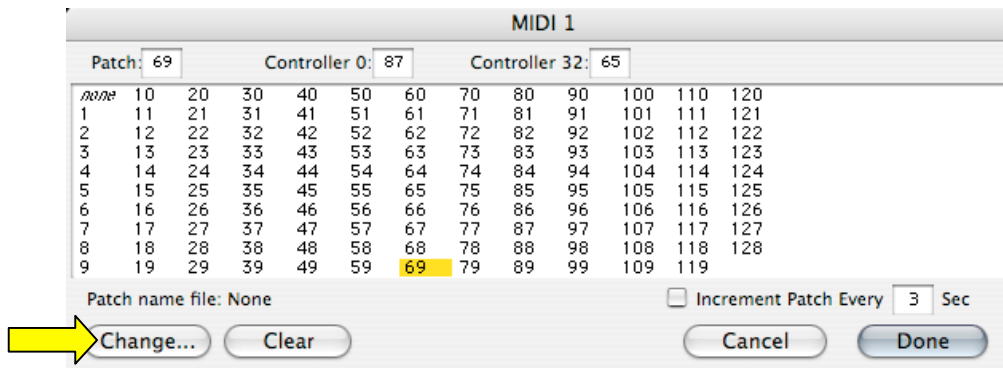 MIDI 1
Patch: 69 Controller 0: 87 Controller 32: 65
none 10 20 30 40 50 60 70 80 90 100 110 120
1 11 21 31 41 51 61 71 81 91 101 111 121
2 12 22 32 42 52 62 72 82 92 102 112 122
3 13 23 33 43 53 63 73 83 93 103 113 123
4 14 24 34 44 54 64 74 84 94 104 114 124
5 15 25 35 45 55 65 75 85 95 105 115 125
6 16 26 36 46 56 66 76 86 96 106 116 126
7 17 27 37 47 57 67 77 87 97 107 117 127
8 18 28 38 48 58 68 78 88 98 108 118 128
9 19 29 39 49 59 69 79 89 99 109 119
Patch name file: None Increment Patch Every 3 Sec
Change... Clear Cancel Done